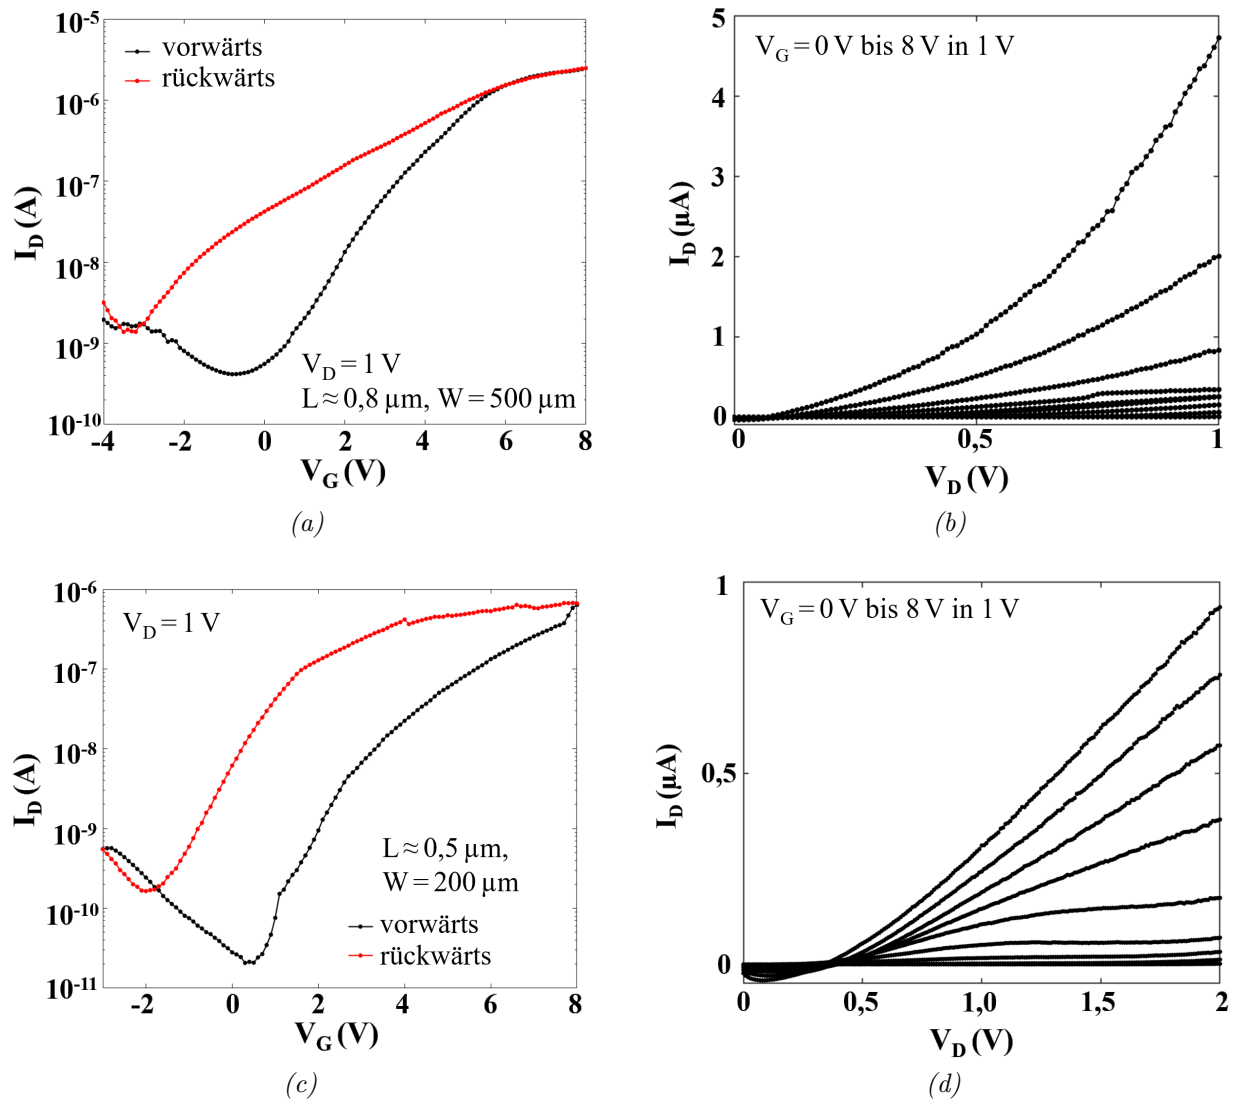 10⁻⁵
vorwärts
rückwärts
10⁻⁶
10⁻⁷
10⁻⁸
10⁻⁹
10⁻¹⁰
I_D (A)
V_D = 1 V
L ≈ 0,8 µm, W = 500 µm
-4 -2 0 2 4 6 8
V_G (V)
(a)
V_G = 0 V bis 8 V in 1 V
5
4
3
2
1
0
I_D (µA)
0 0,5 1
V_D (V)
(b)
10⁻⁶
V_D = 1 V
10⁻⁷
10⁻⁸
10⁻⁹
10⁻¹⁰
10⁻¹¹
I_D (A)
L ≈ 0,5 µm,
W = 200 µm
vorwärts
rückwärts
-2 0 2 4 6 8
V_G (V)
(c)
1
V_G = 0 V bis 8 V in 1 V
0,5
0
I_D (µA)
0 0,5 1,0 1,5 2
V_D (V)
(d)